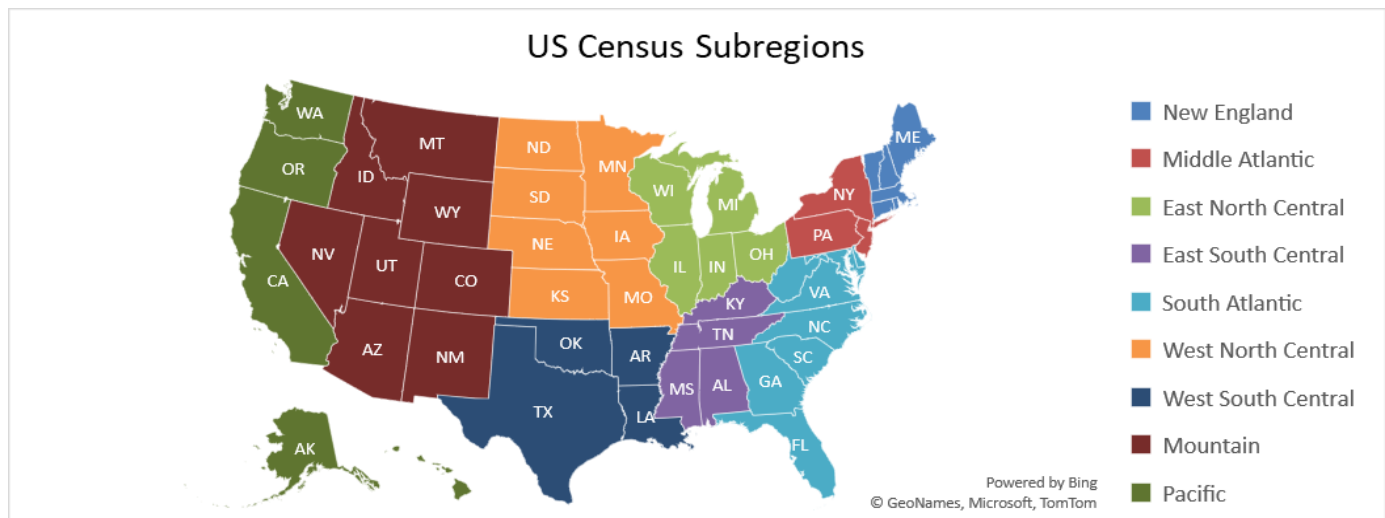 US Census Subregions
WA
OR
CA
AK
ID
NV
MT
WY
UT
CO
AZ
NM
ND
SD
NE
KS
MN
IA
MO
OK
TX
AR
LA
WI
MI
IL
IN
OH
KY
TN
MS
AL
NY
PA
VA
NC
SC
GA
FL
ME
New England
Middle Atlantic
East North Central
East South Central
South Atlantic
West North Central
West South Central
Mountain
Pacific
Powered by Bing
© GeoNames, Microsoft, TomTom